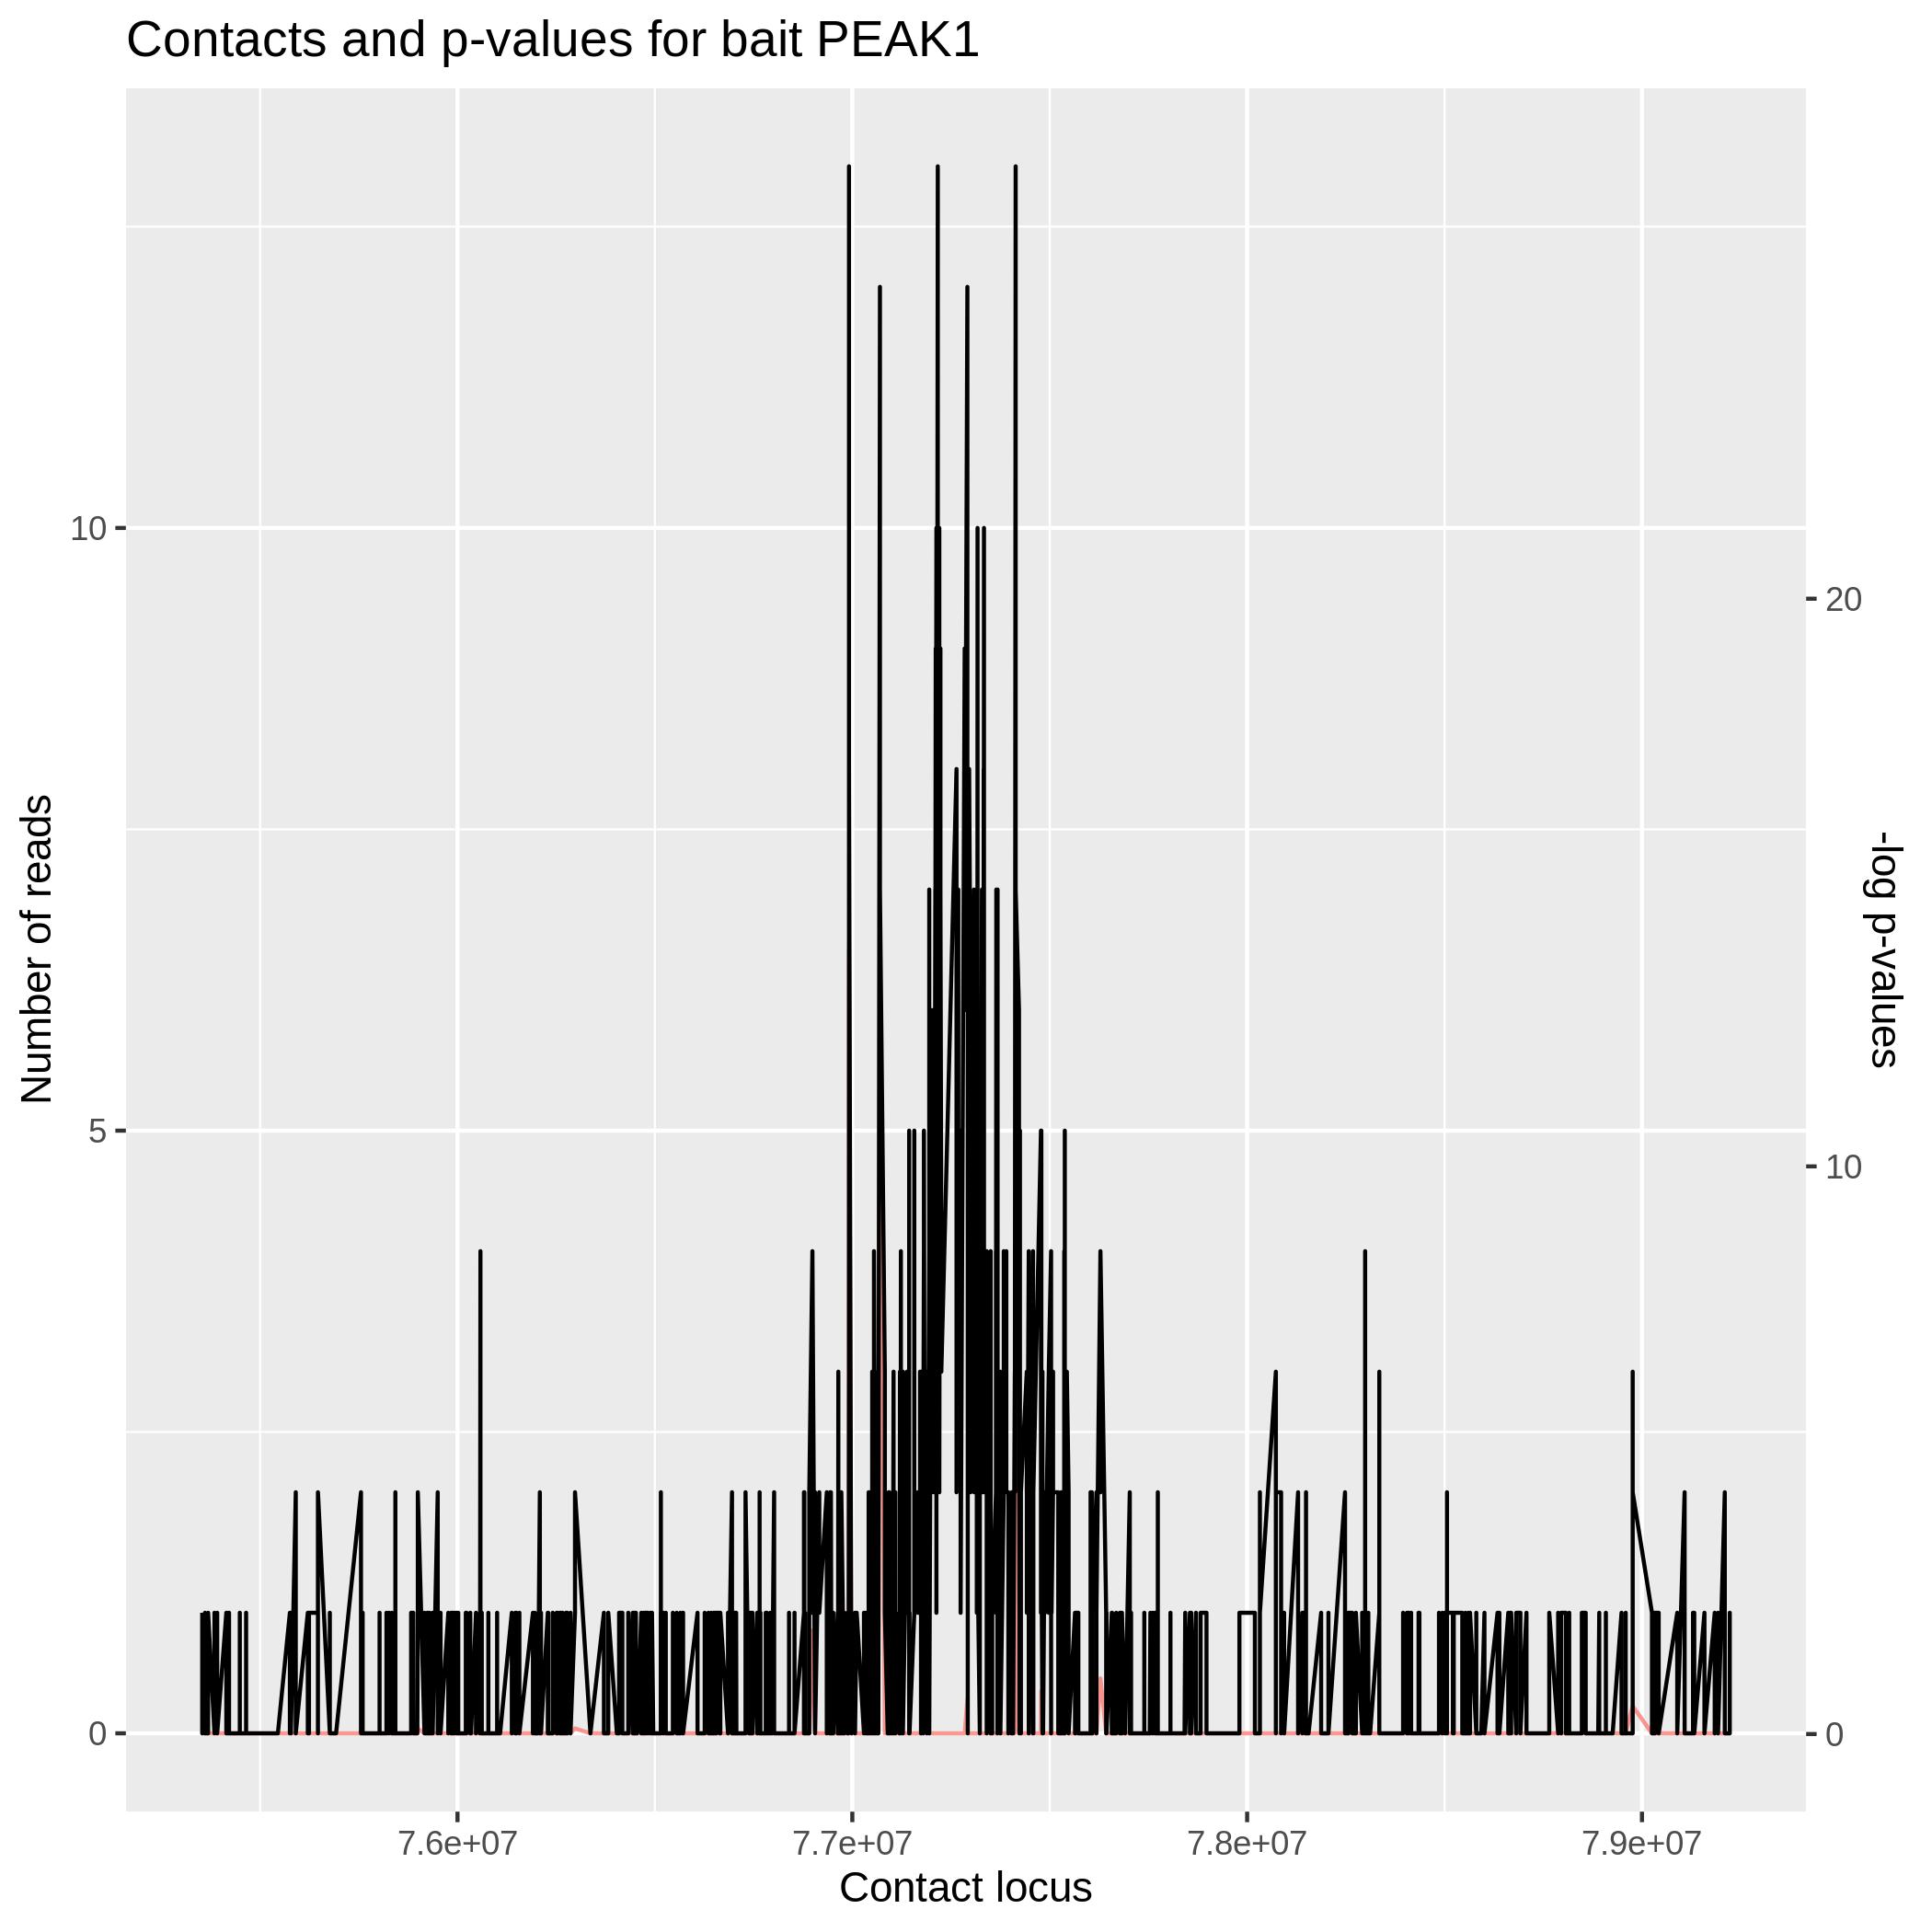 Contacts and p-values for bait PEAK1
Number of reads
10
5
0
20
10
0
-log p-values
7.6e+07
7.7e+07
7.8e+07
7.9e+07
Contact locus